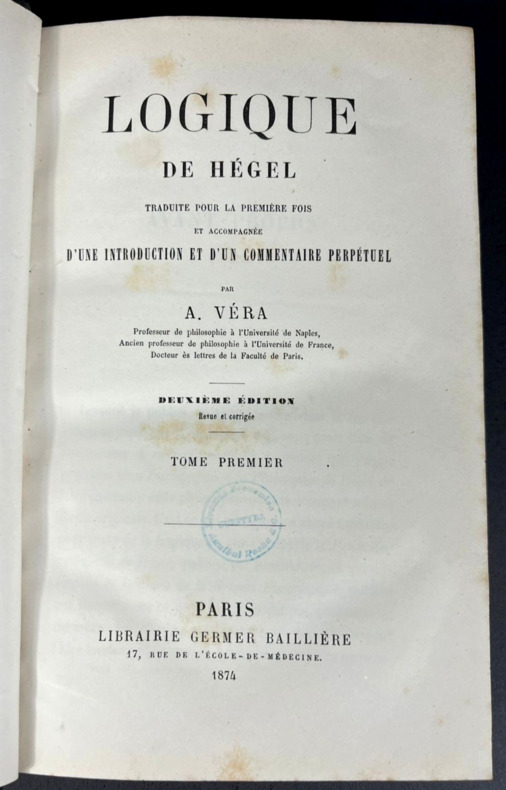 LOGIQUE
DE HÉGEL
TRADUITE POUR LA PREMIÈRE FOIS
ET ACCOMPAGNÉE
D'UNE INTRODUCTION ET D'UN COMMENTAIRE PERPÉTUEL
PAR
A. VÉRA
Professeur de philosophie à l'Université de Naples,
Ancien professeur de philosophie à l'Université de France,
Docteur ès lettres de la Faculté de Paris.
DEUXIÈME ÉDITION
Revue et corrigée
TOME PREMIER
PARIS
LIBRAIRIE GERMER BAILLIÈRE
17, RUE DE L'ÉCOLE-DE-MÉDECINE.
1874